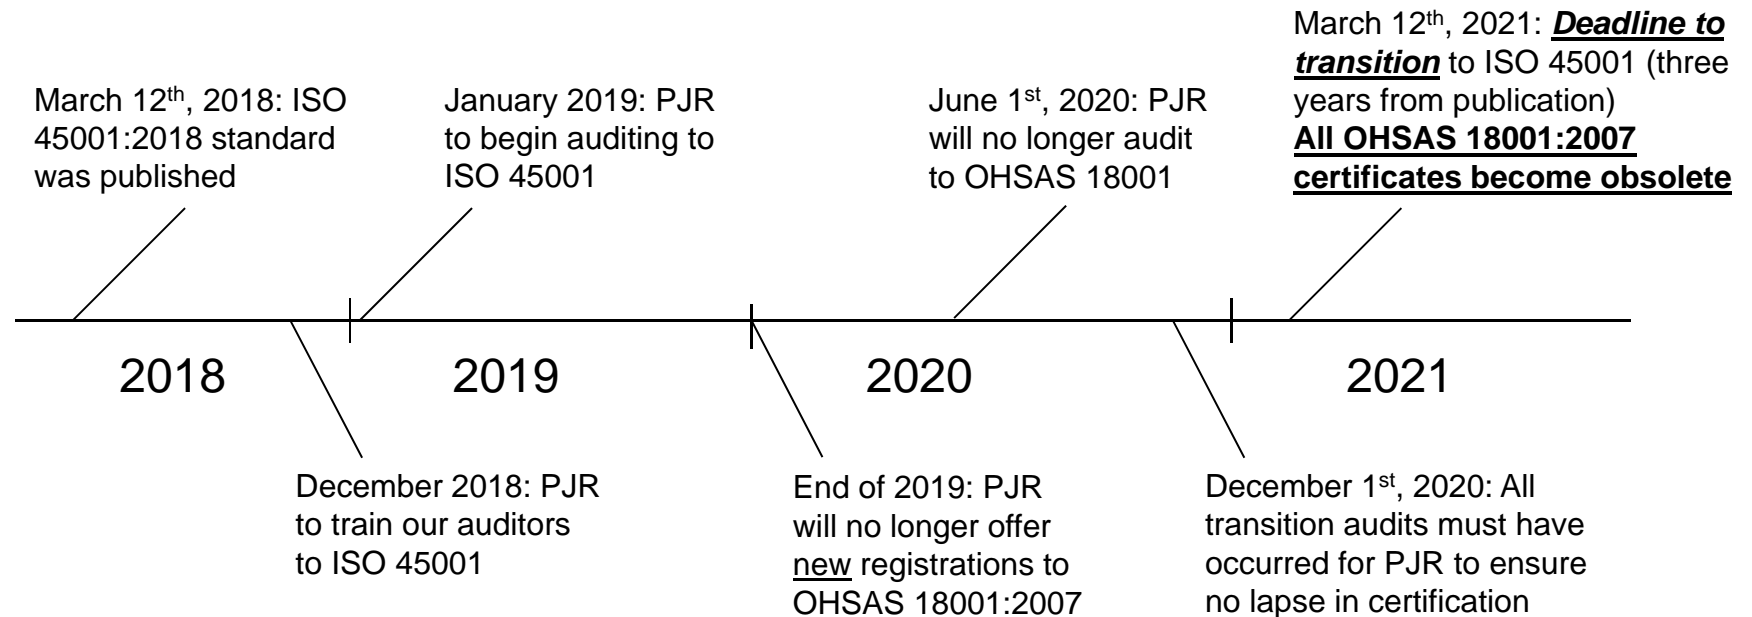 March 12th, 2018: ISO
45001:2018 standard
was published
January 2019: PJR
to begin auditing to
ISO 45001
June 1st, 2020: PJR
will no longer audit
to OHSAS 18001
March 12th, 2021: Deadline to
transition to ISO 45001 (three
years from publication)
All OHSAS 18001:2007
certificates become obsolete
2018
2019
2020
2021
December 2018: PJR
to train our auditors
to ISO 45001
End of 2019: PJR
will no longer offer
new registrations to
OHSAS 18001:2007
December 1st, 2020: All
transition audits must have
occurred for PJR to ensure
no lapse in certification